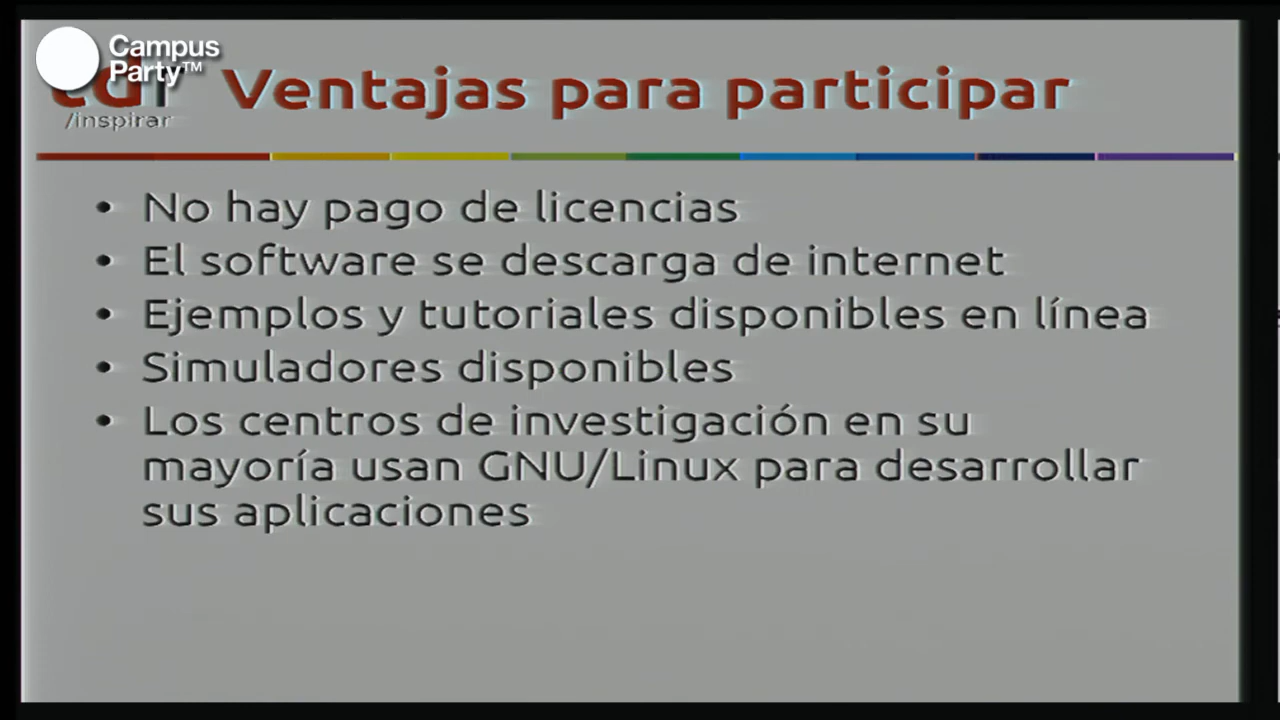 Campus
Party™
/inspirar
Ventajas para participar
• No hay pago de licencias
• El software se descarga de internet
• Ejemplos y tutoriales disponibles en línea
• Simuladores disponibles
• Los centros de investigación en su
mayoría usan GNU/Linux para desarrollar
sus aplicaciones